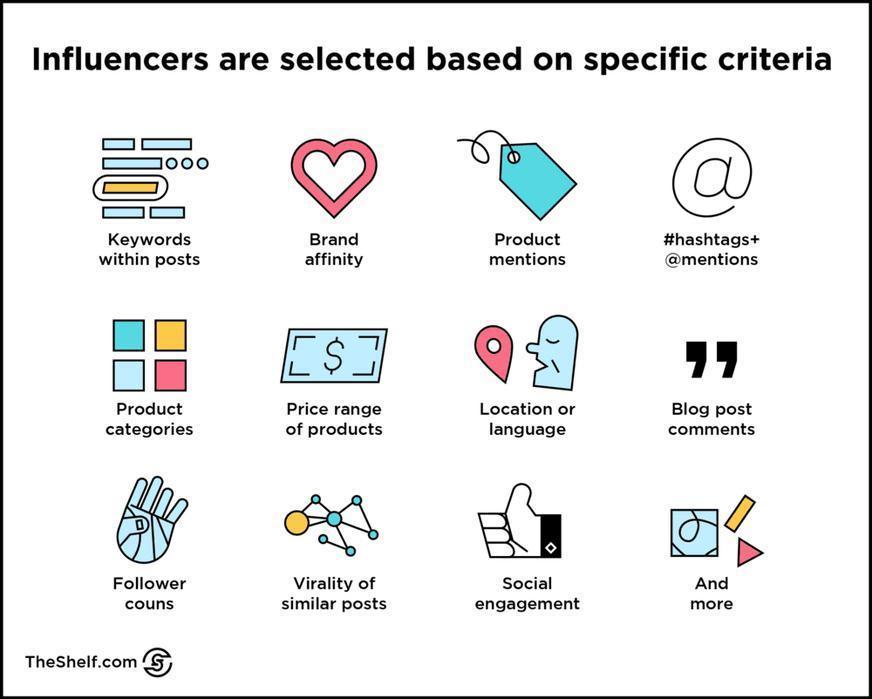 Influencers are selected based on specific criteria
Keywords
within posts
Brand
affinity
Product
mentions
#hashtags+
@mentions
Product
categories
$
Price range
of products
Location or
language
Blog post
comments
Follower
couns
Virality of
similar posts
Social
engagement
And
more
TheShelf.com